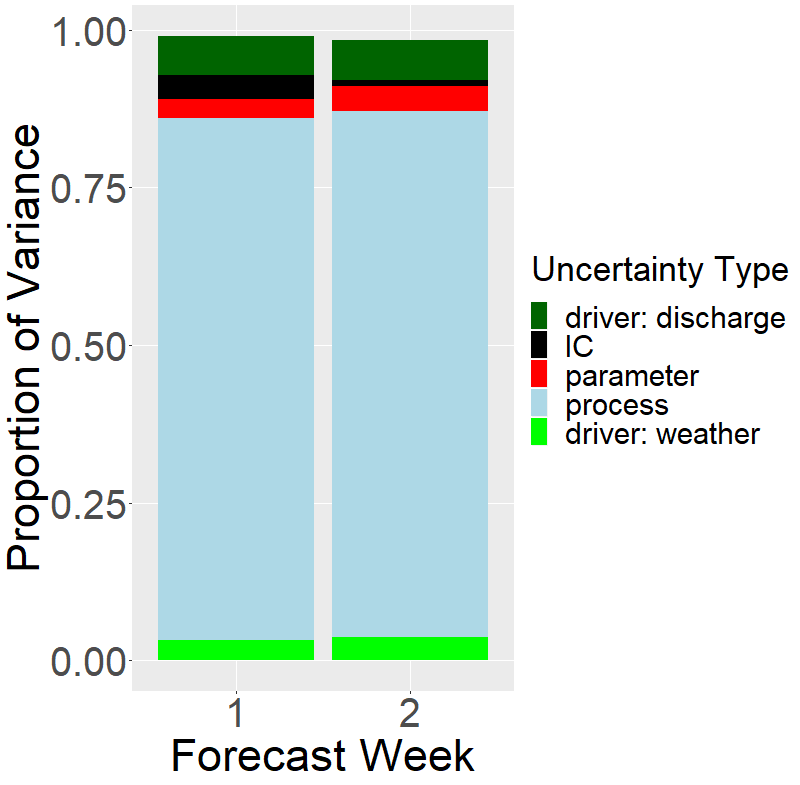 Proportion of Variance
1.00
0.75
0.50
0.25
0.00
1 2
Forecast Week
Uncertainty Type
driver: discharge
IC
parameter
process
driver: weather